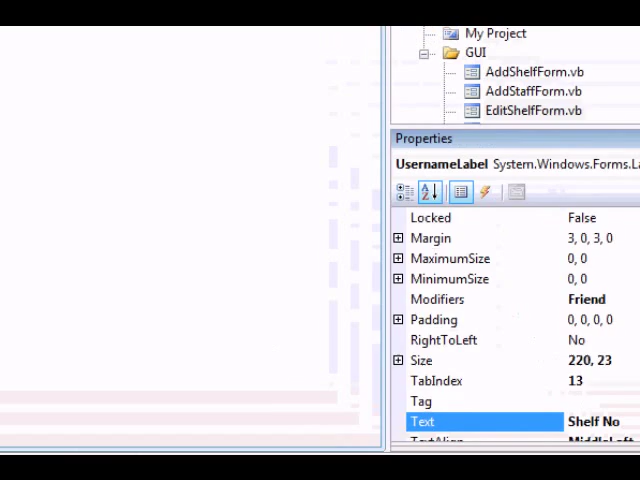 My Project
GUI
AddShelfForm.vb
AddStaffForm.vb
EditShelfForm.vb
Properties
UsernameLabel System.Windows.Forms.La
Locked False
Margin 3, 0, 3, 0
MaximumSize 0, 0
MinimumSize 0, 0
Modifiers Friend
Padding 0, 0, 0, 0
RightToLeft No
Size 220, 23
TabIndex 13
Tag
Text Shelf No
TextAlign MiddleLeft